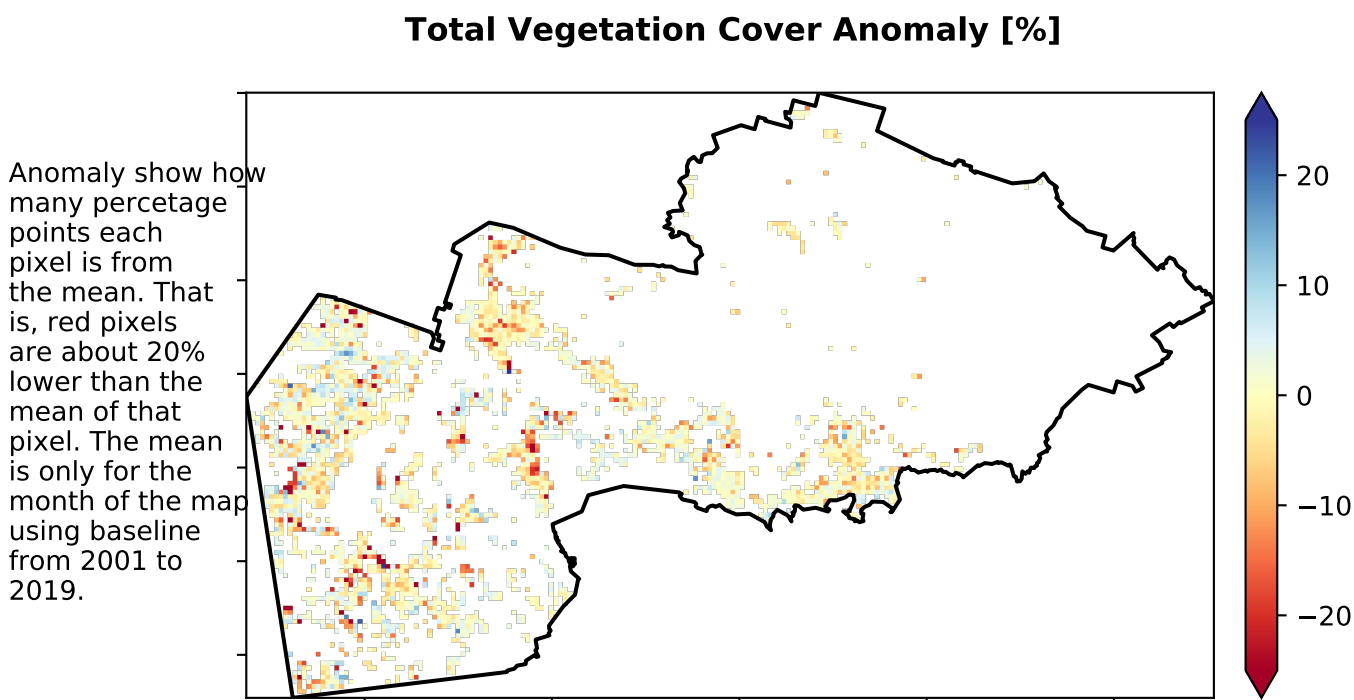 Total Vegetation Cover Anomaly [%]
Anomaly show how
many percetage
points each
pixel is from
the mean. That
is, red pixels
are about 20%
lower than the
mean of that
pixel. The mean
is only for the
month of the map
using baseline
from 2001 to
2019.
20
10
0
−10
−20